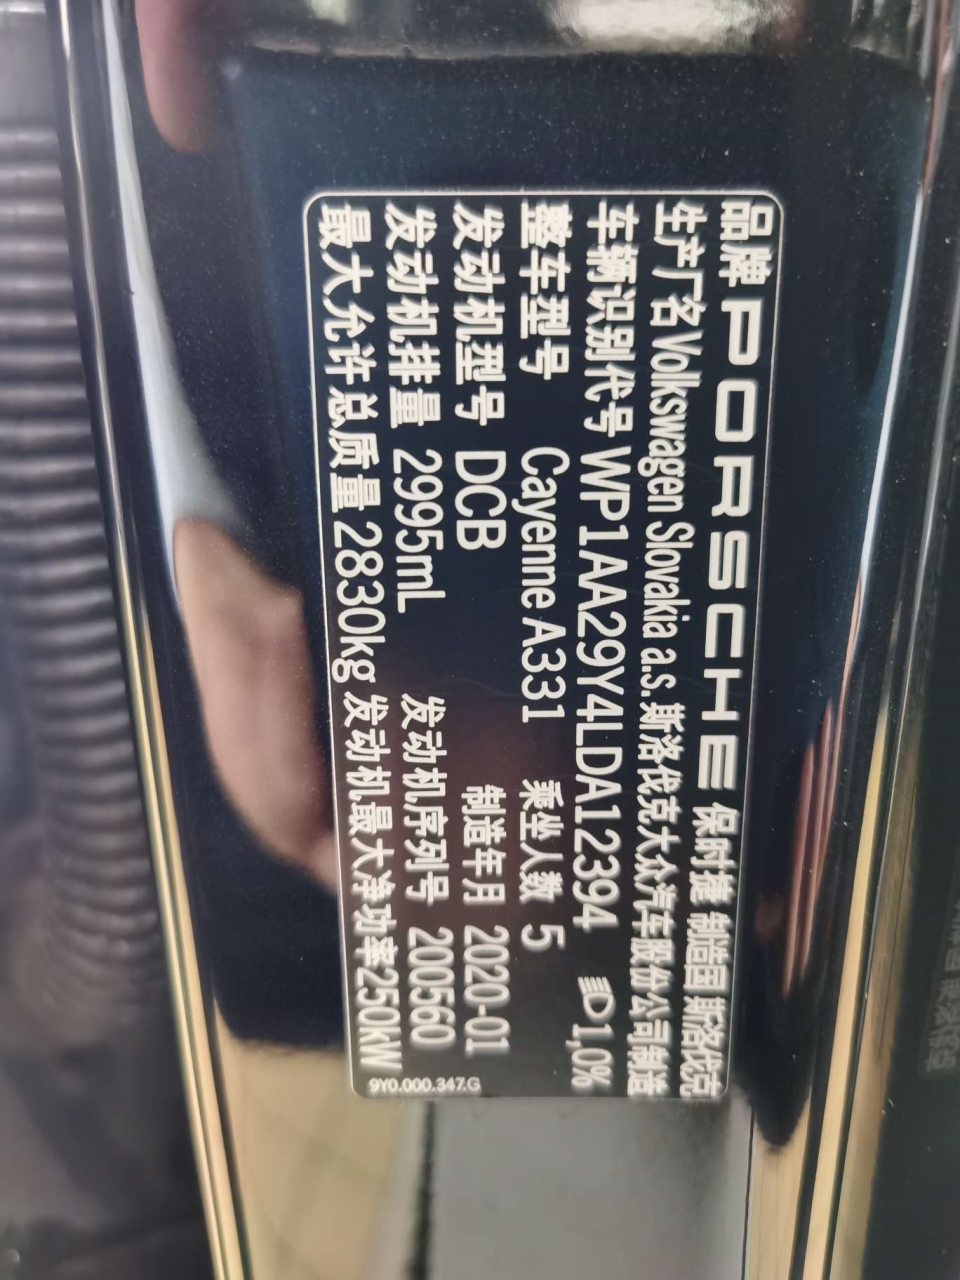 品牌 PORSCHE 保时捷 制造国 斯洛伐克
生产厂名 Volkswagen Slovakia a.s. 斯洛伐克大众汽车股份公司制造
车辆识别代号 WP1AA29Y4LDA12394 1,0%
整车型号 Cayenne A331 乘坐人数 5
发动机型号 DCB 制造年月 2020-01
发动机排量 2995mL 发动机序列号 200560
最大允许总质量 2830kg 发动机最大净功率250kW
9Y0.000.347.G